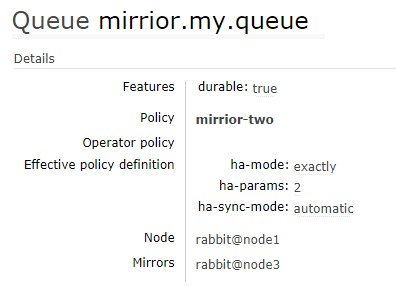 Queue mirrior.my.queue
Details
Features durable: true
Policy mirrior-two
Operator policy
Effective policy definition ha-mode: exactly
ha-params: 2
ha-sync-mode: automatic
Node rabbit@node1
Mirrors rabbit@node3